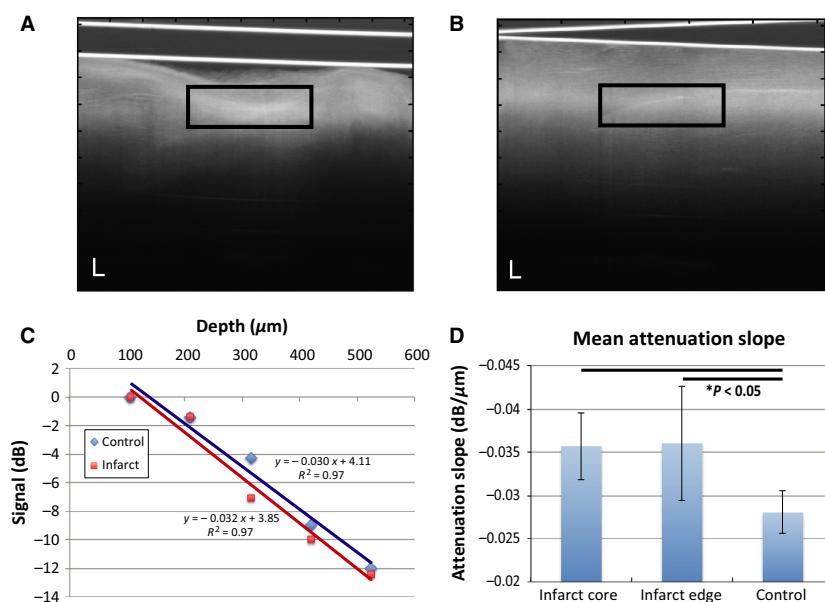 A
B
C
Depth (μm)
0 100 200 300 400 500 600
2
0
−2
−4
−6
−8
−10
−12
−14
Signal (dB)
Control
Infarct
y = − 0.030 x + 4.11
R² = 0.97
y = − 0.032 x + 3.85
R² = 0.97
D
Mean attenuation slope
Attenuation slope (dB/μm)
−0.045
−0.04
−0.035
−0.03
−0.025
−0.02
*P < 0.05
Infarct core Infarct edge Control